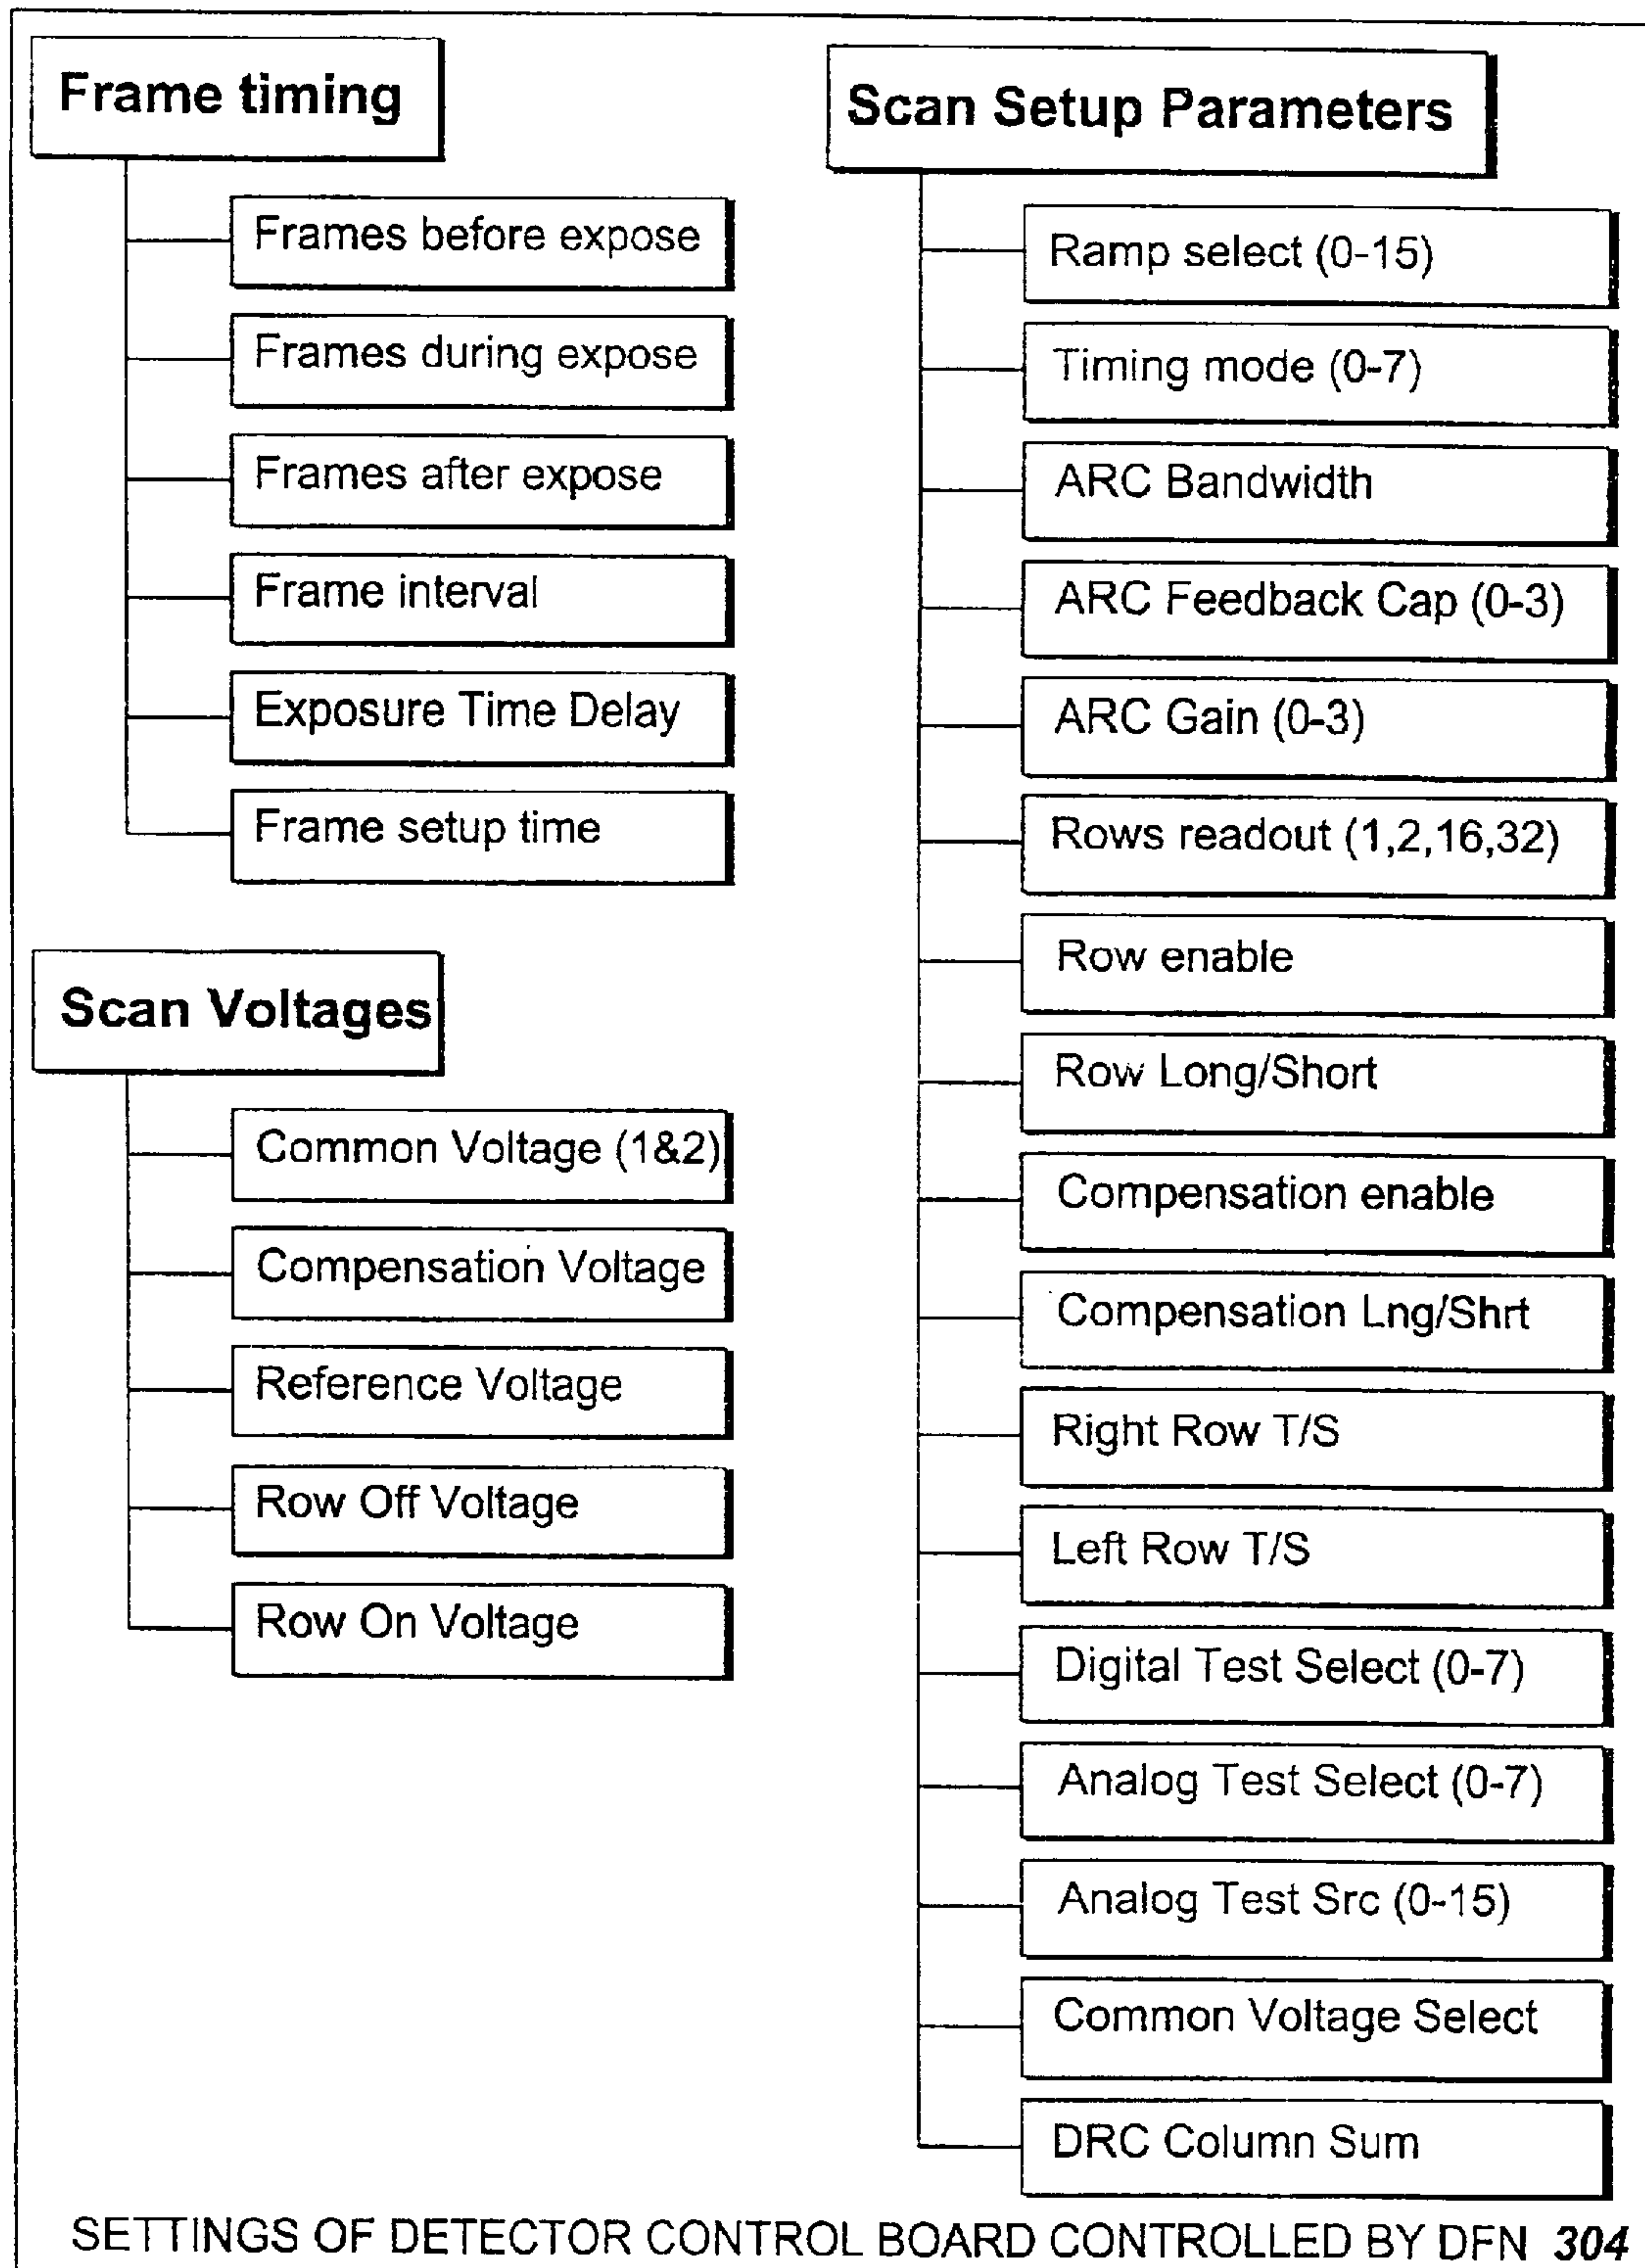 Frame timing
Frames before expose
Frames during expose
Frames after expose
Frame interval
Exposure Time Delay
Frame setup time
Scan Voltages
Common Voltage (1&2)
Compensation Voltage
Reference Voltage
Row Off Voltage
Row On Voltage
Scan Setup Parameters
Ramp select (0-15)
Timing mode (0-7)
ARC Bandwidth
ARC Feedback Cap (0-3)
ARC Gain (0-3)
Rows readout (1,2,16,32)
Row enable
Row Long/Short
Compensation enable
Compensation Lng/Shrt
Right Row T/S
Left Row T/S
Digital Test Select (0-7)
Analog Test Select (0-7)
Analog Test Src (0-15)
Common Voltage Select
DRC Column Sum
SETTINGS OF DETECTOR CONTROL BOARD CONTROLLED BY DFN 304